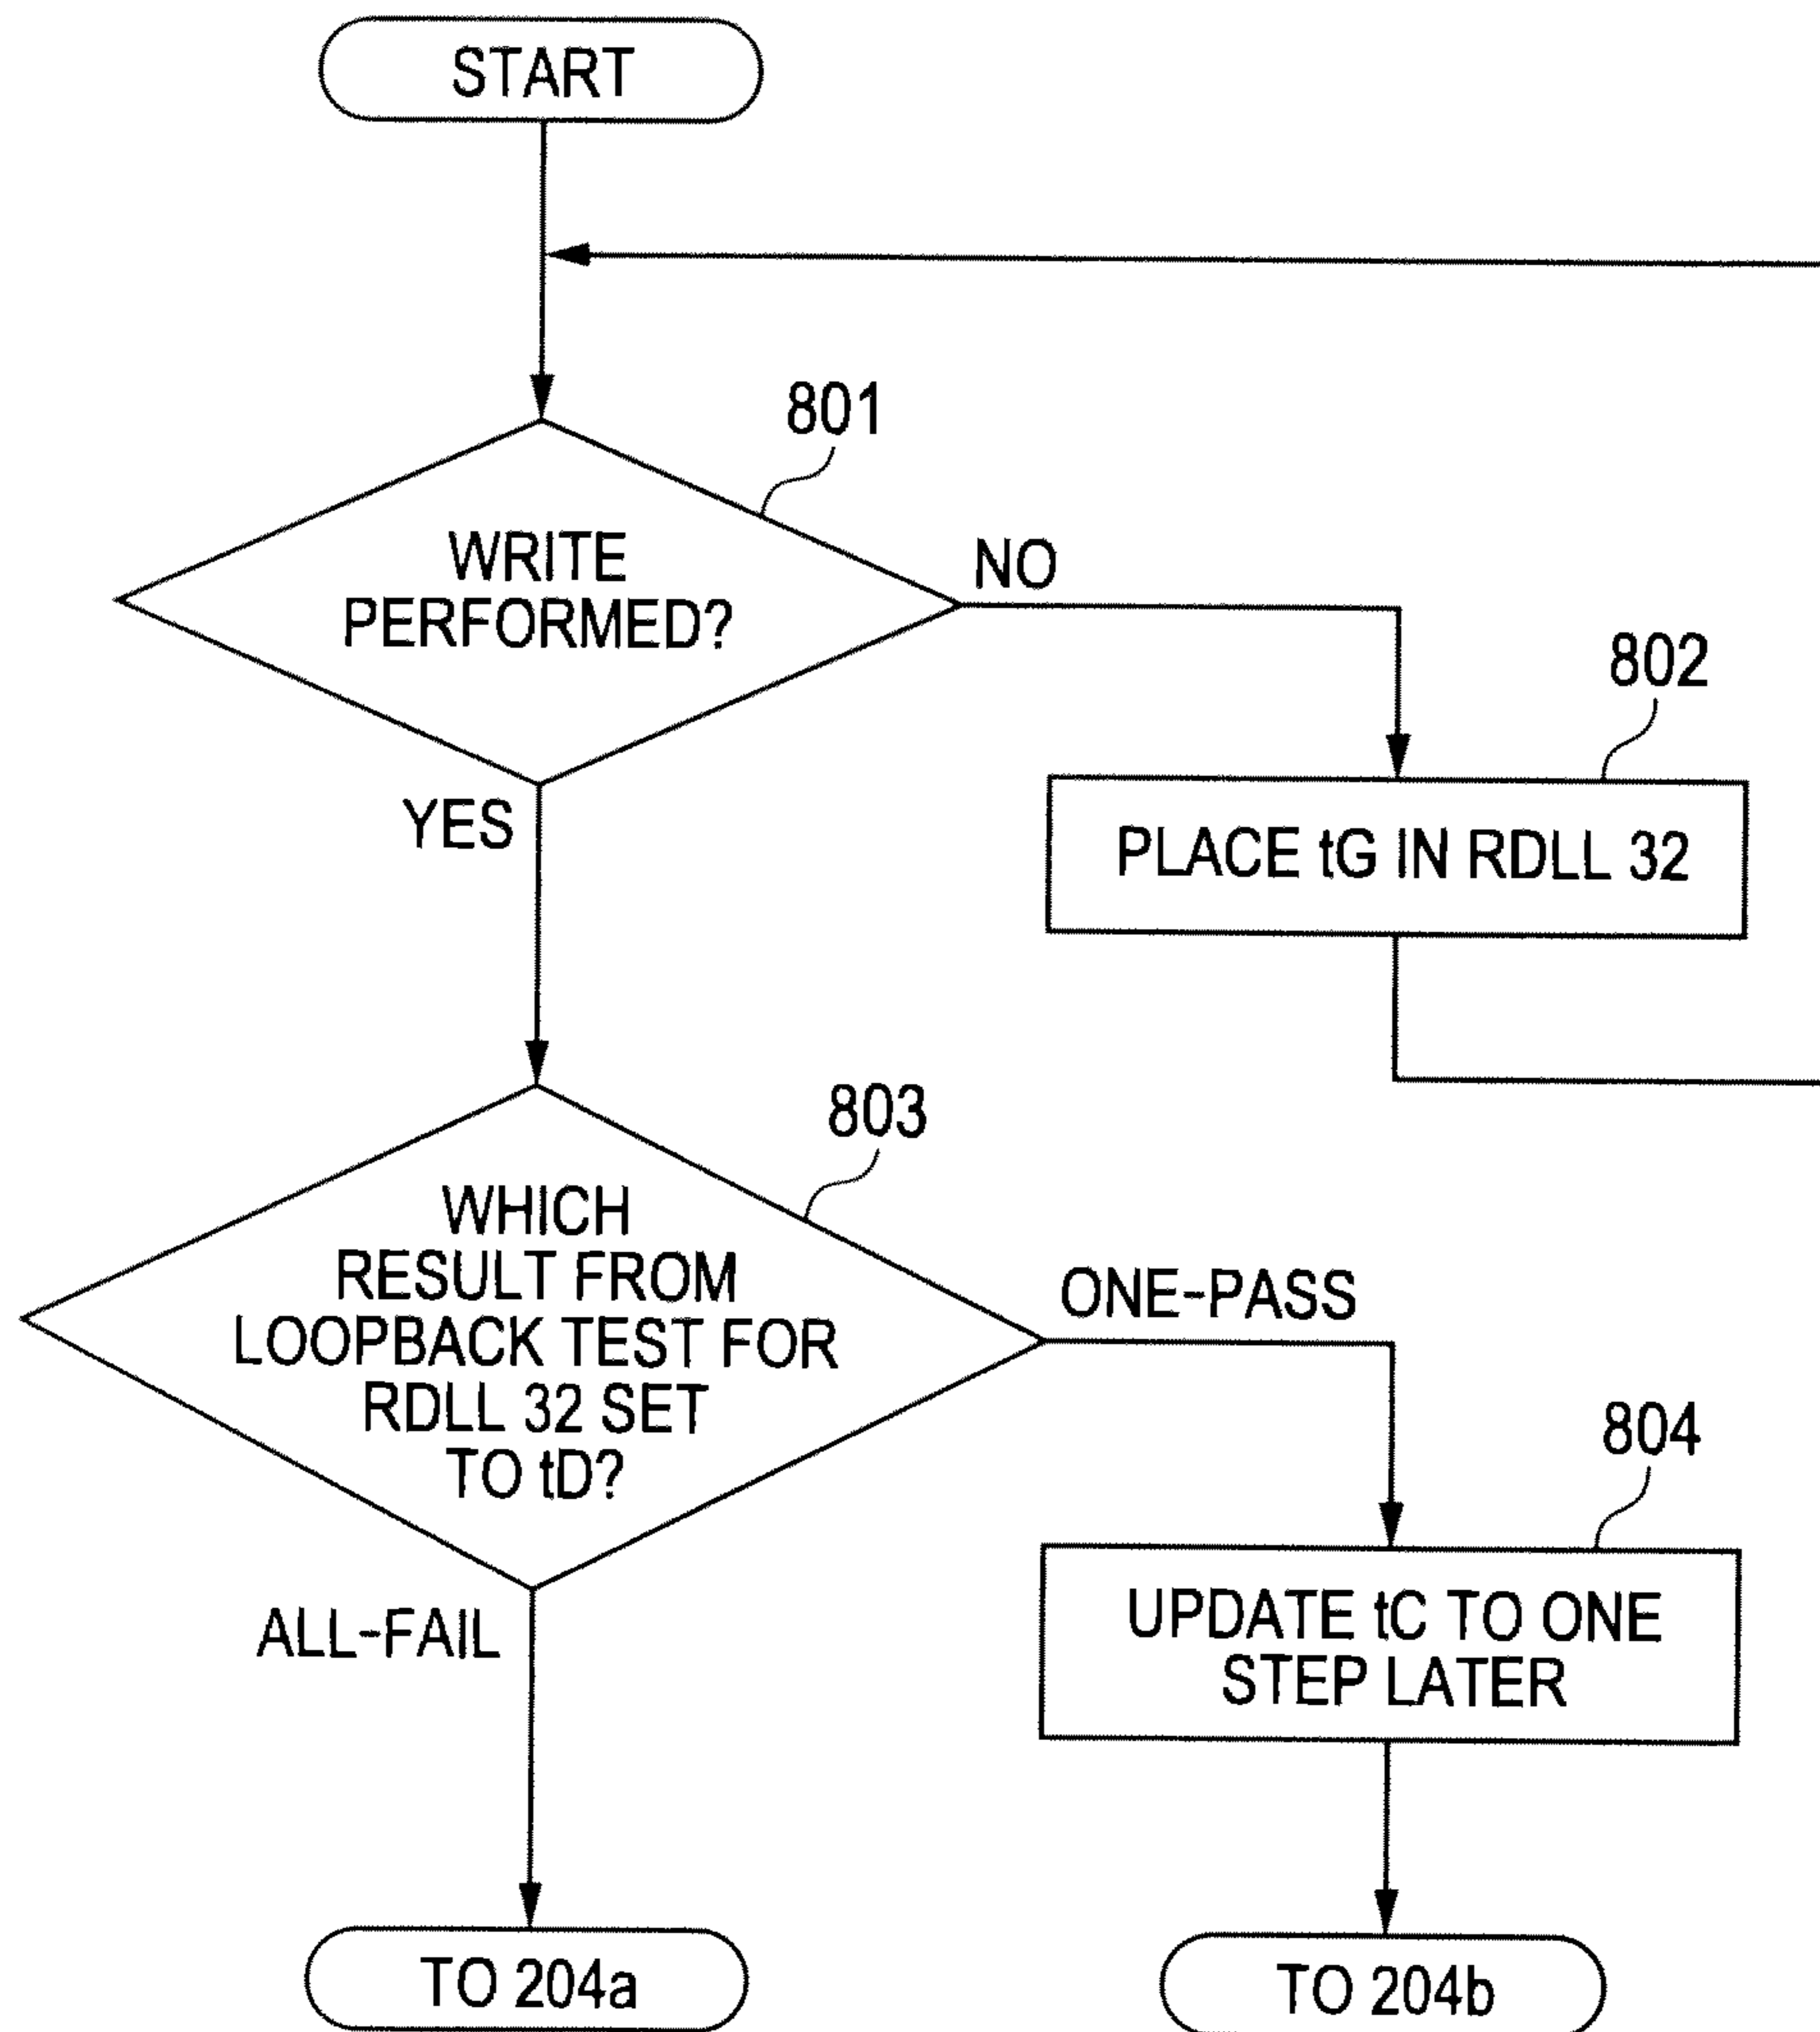 START
801
WRITE
PERFORMED?
NO
802
YES
PLACE tG IN RDLL 32
803
WHICH
RESULT FROM
LOOPBACK TEST FOR
RDLL 32 SET
TO tD?
ONE-PASS
804
ALL-FAIL
UPDATE tC TO ONE
STEP LATER
TO 204a
TO 204b